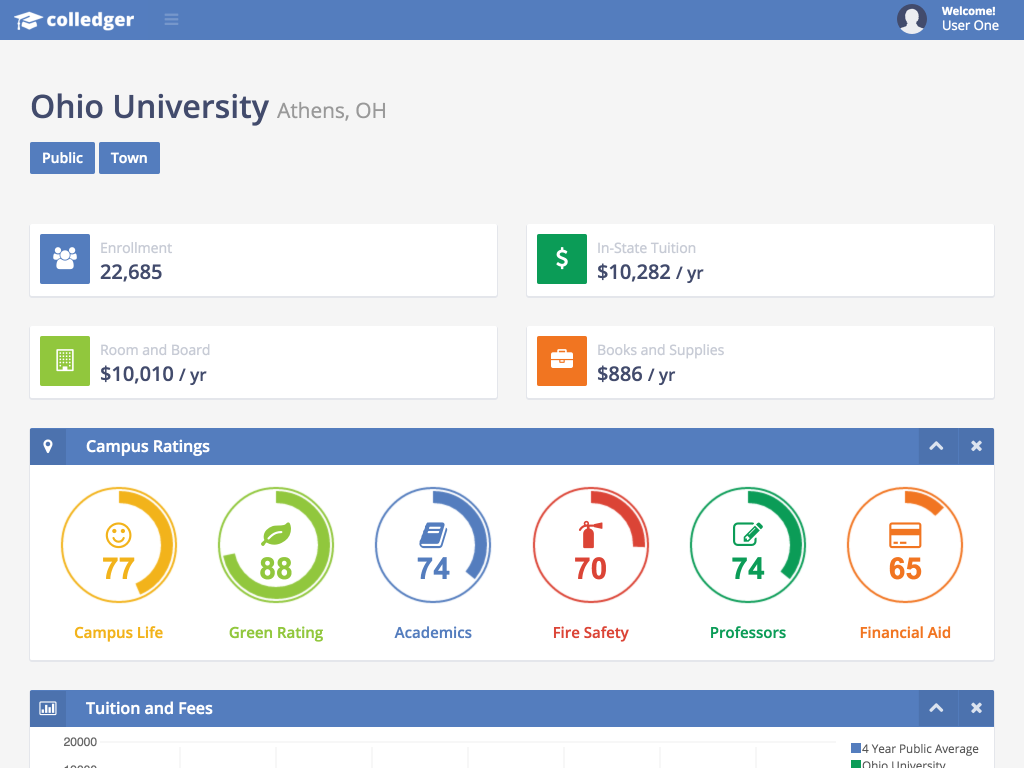 colledger
Welcome!
User One
Ohio University Athens, OH
Public Town
Enrollment
22,685
In-State Tuition
$10,282 / yr
Room and Board
$10,010 / yr
Books and Supplies
$886 / yr
Campus Ratings
77 88 74 70 74 65
Campus Life Green Rating Academics Fire Safety Professors Financial Aid
Tuition and Fees
20000
4 Year Public Average
Ohio University